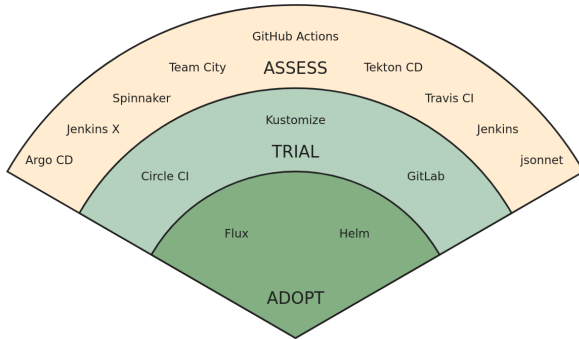 GitHub Actions
Team City
ASSESS
Tekton CD
Spinnaker
Travis CI
Jenkins X
Jenkins
Argo CD
jsonnet
Kustomize
TRIAL
Circle CI
GitLab
Flux
Helm
ADOPT